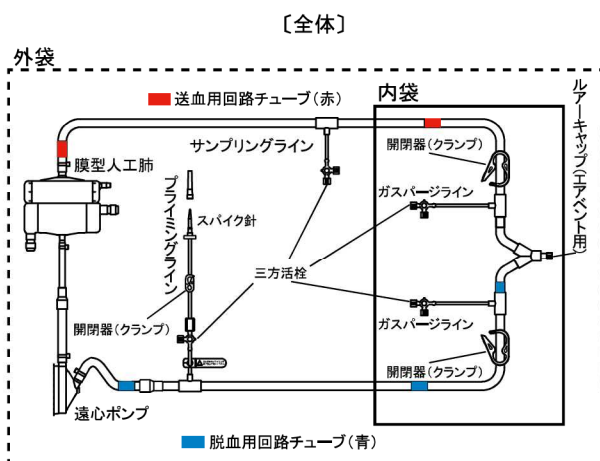 〔全体〕
外袋
送血用回路チューブ（赤）
内袋
ルアーキャップ（エアベント用）
サンプリングライン
開閉器（クランプ）
膜型人工肺
プライミングライン
スパイク針
ガスパージライン
三方活栓
開閉器（クランプ）
ガスパージライン
開閉器（クランプ）
遠心ポンプ
脱血用回路チューブ（青）